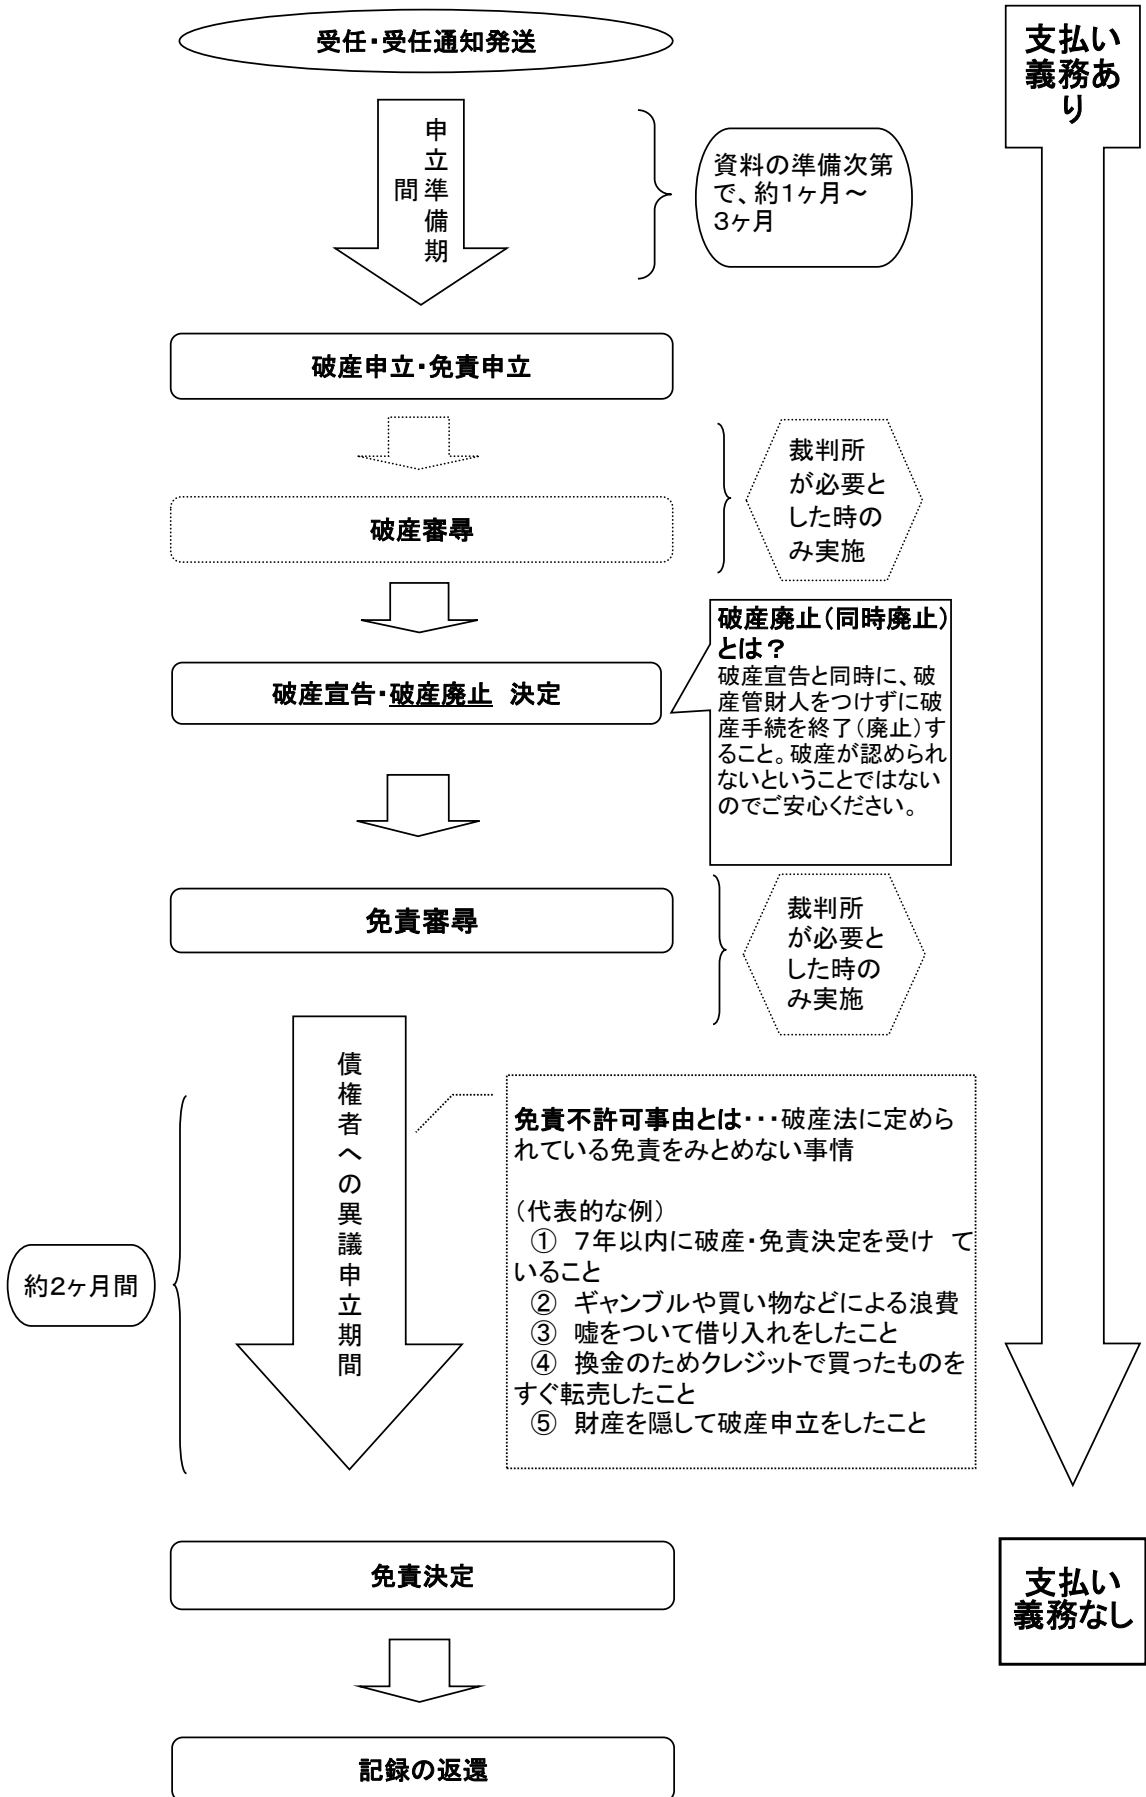 受任・受任通知発送
支払い
義務あ
り
申立準備期
間
資料の準備次第
で、約1ヶ月～
3ヶ月
破産申立・免責申立
裁判所
が必要と
した時の
み実施
破産審尋
破産廃止（同時廃止）
とは？
破産宣告と同時に、破
産管財人をつけずに破
産手続を終了（廃止）す
ること。破産が認められ
ないということではない
のでご安心ください。
破産宣告・破産廃止　決定
免責審尋
裁判所
が必要と
した時の
み実施
債権者への異議申立期間
約2ヶ月間
免責不許可事由とは・・・破産法に定めら
れている免責をみとめない事情
（代表的な例）
①　7年以内に破産・免責決定を受け　て
いること
②　ギャンブルや買い物などによる浪費
③　嘘をついて借り入れをしたこと
④　換金のためクレジットで買ったものを
すぐ転売したこと
⑤　財産を隠して破産申立をしたこと
免責決定
支払い
義務なし
記録の返還